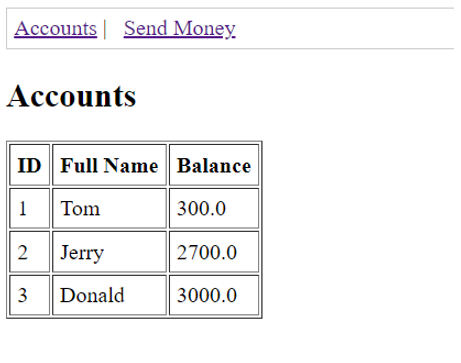 Accounts | Send Money
Accounts
ID Full Name Balance
1 Tom 300.0
2 Jerry 2700.0
3 Donald 3000.0